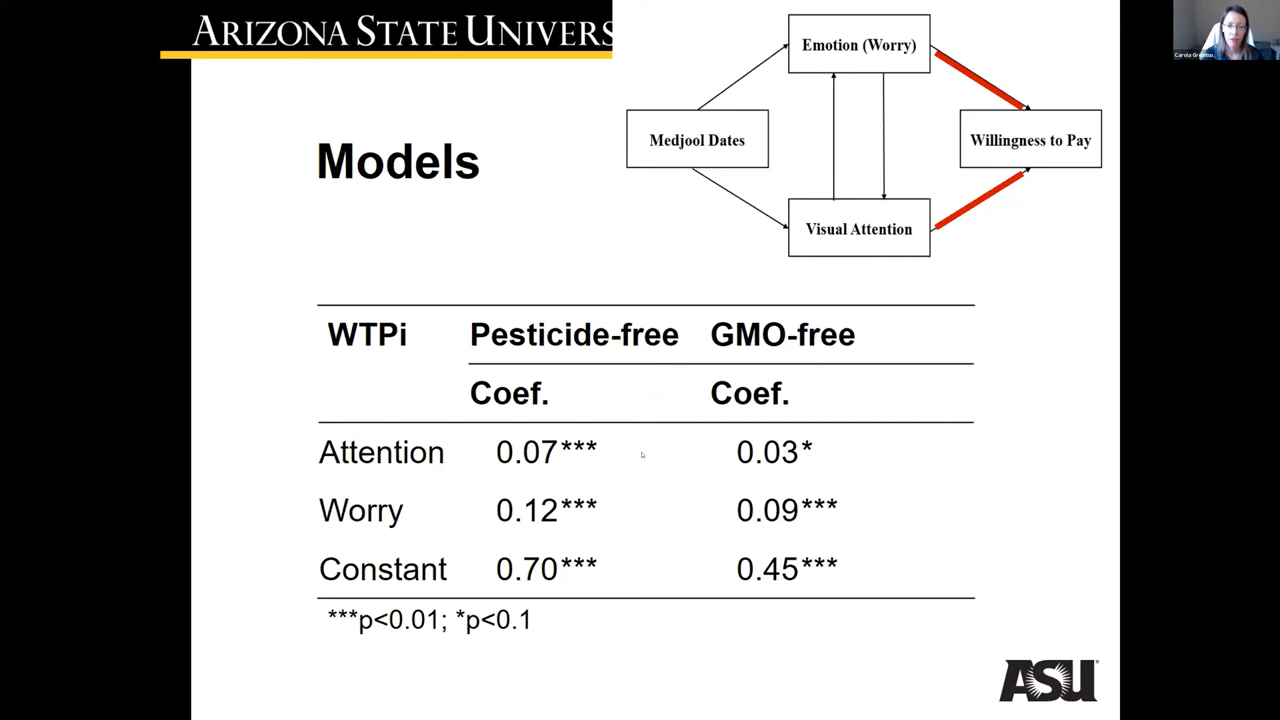 ARIZONA STATE UNIVERS
Emotion (Worry)
Medjool Dates
Willingness to Pay
Visual Attention
Carola Grebitus
Models
WTPi Pesticide-free GMO-free
Coef. Coef.
Attention 0.07*** 0.03*
Worry 0.12*** 0.09***
Constant 0.70*** 0.45***
***p<0.01; *p<0.1
ASU